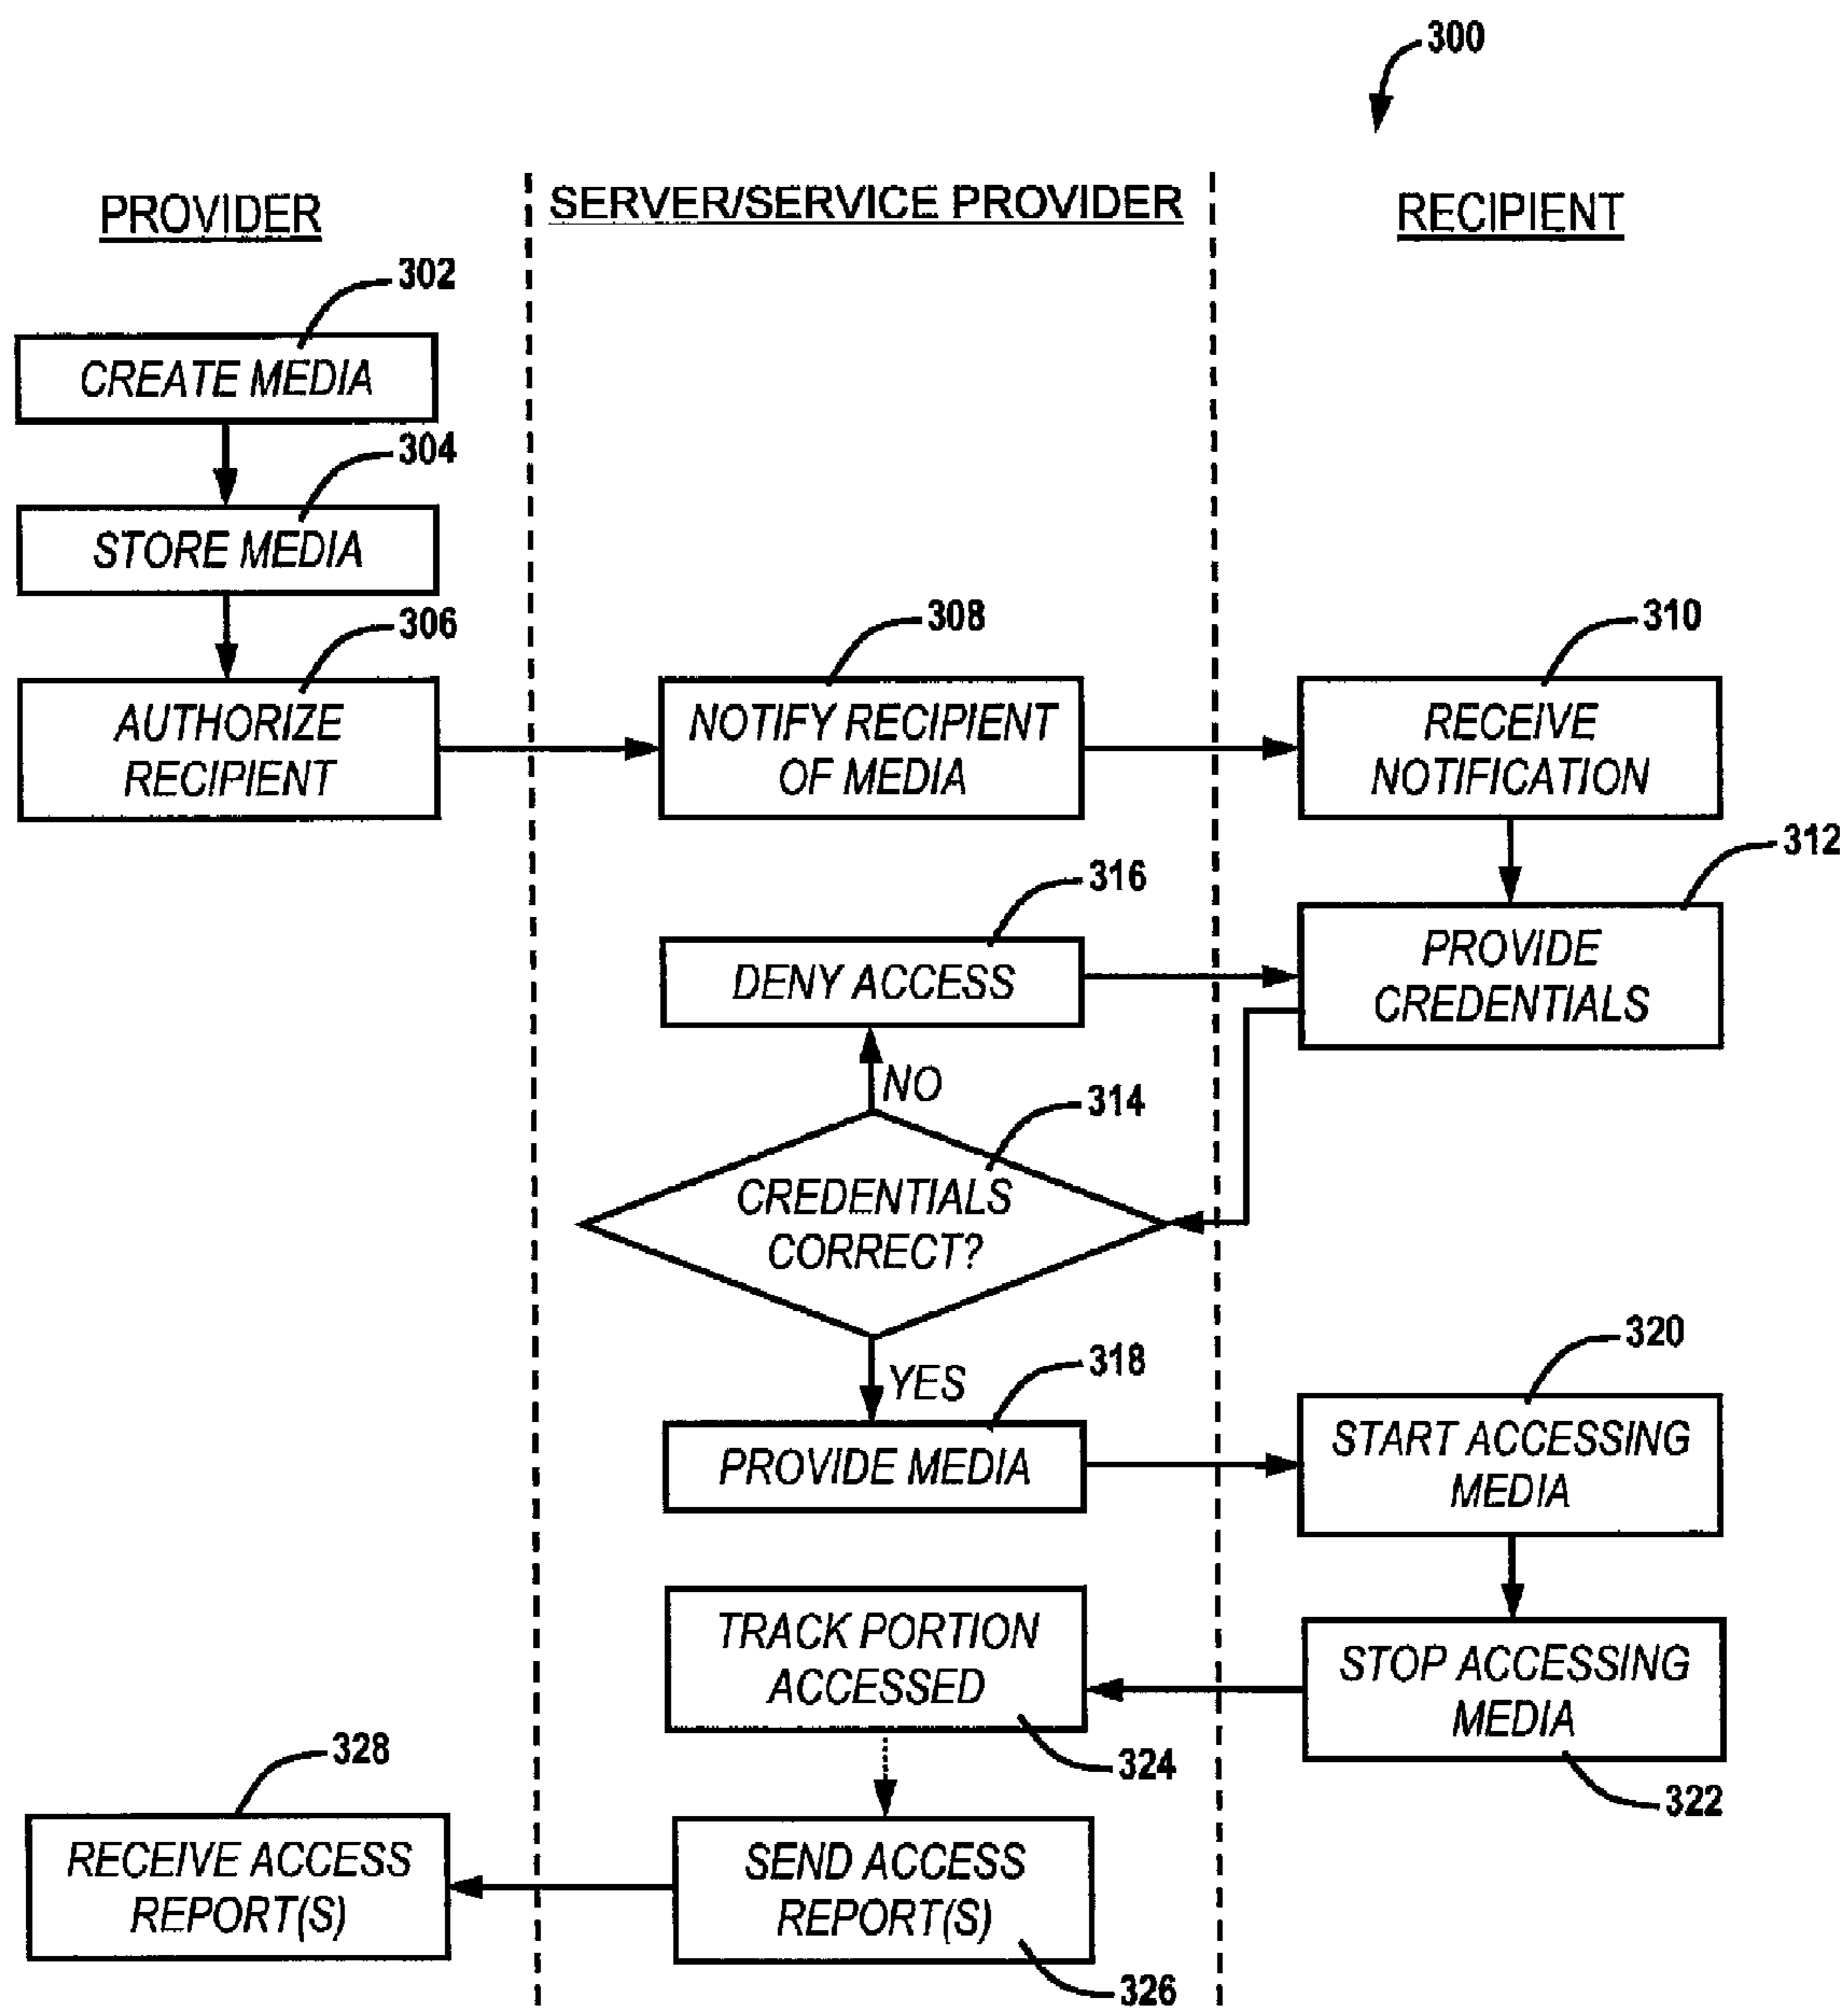 300
PROVIDER
SERVER/SERVICE PROVIDER
RECIPIENT
302
CREATE MEDIA
304
STORE MEDIA
306
AUTHORIZE
RECIPIENT
308
NOTIFY RECIPIENT
OF MEDIA
310
RECEIVE
NOTIFICATION
312
PROVIDE
CREDENTIALS
316
DENY ACCESS
NO
314
CREDENTIALS
CORRECT?
YES
318
PROVIDE MEDIA
320
START ACCESSING
MEDIA
STOP ACCESSING
MEDIA
322
TRACK PORTION
ACCESSED
324
SEND ACCESS
REPORT(S)
326
328
RECEIVE ACCESS
REPORT(S)